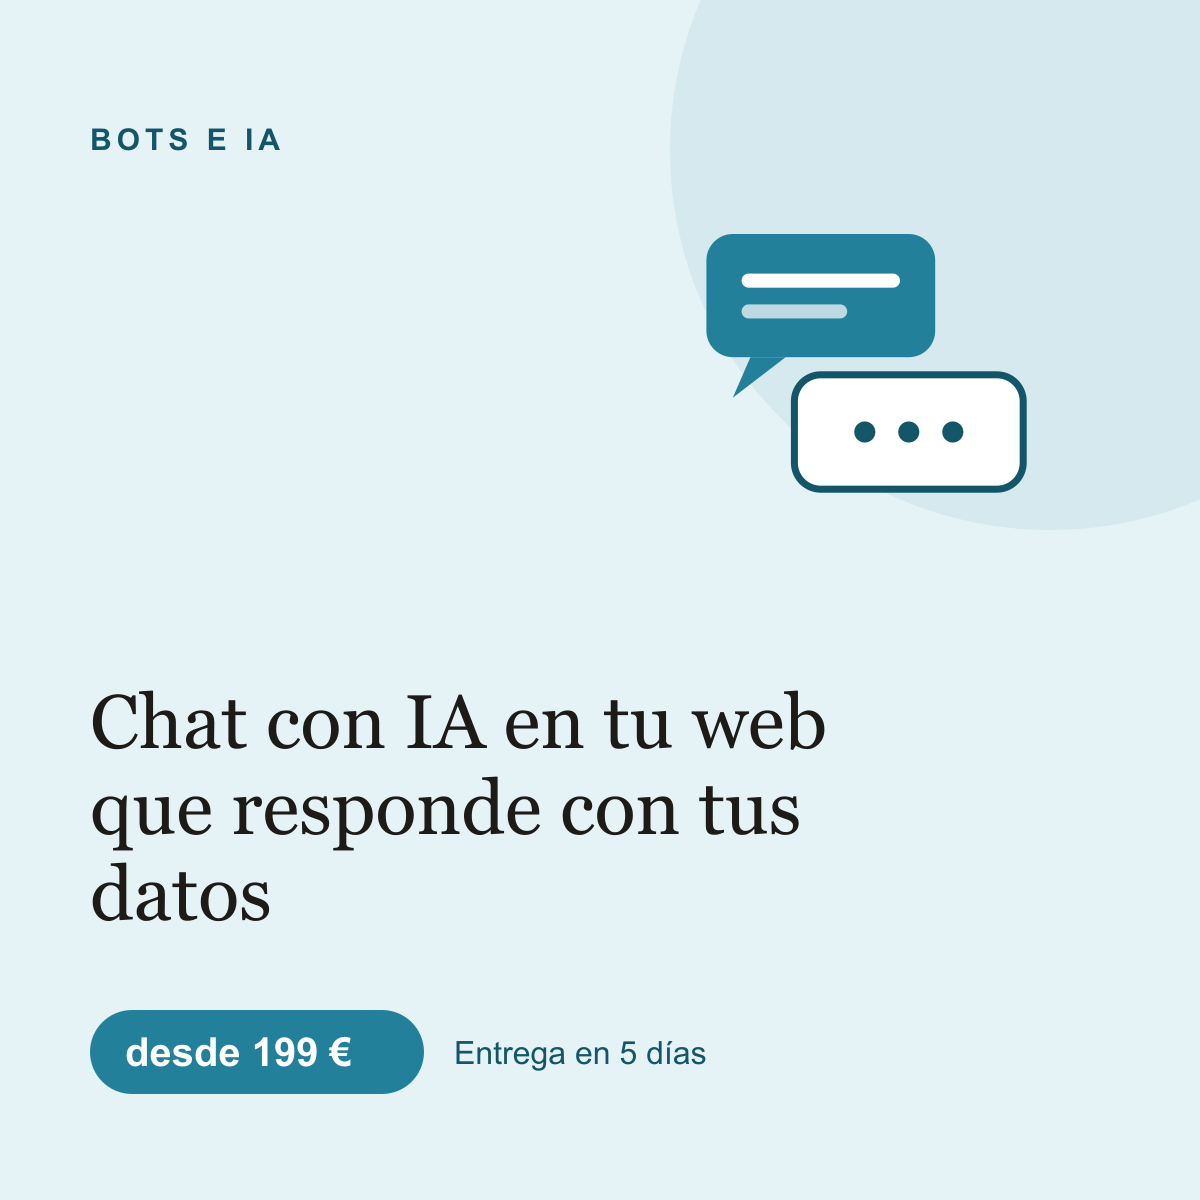 BOTS E IA
Chat con IA en tu web
que responde con tus
datos
desde 199 €
Entrega en 5 días